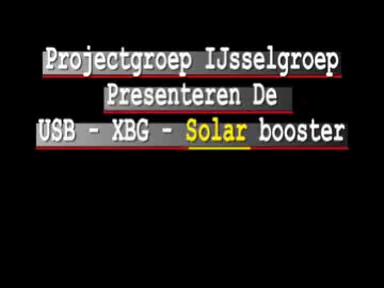 Projectgroep IJsselgroep
Presenteren De
USB - XBG - Solar booster